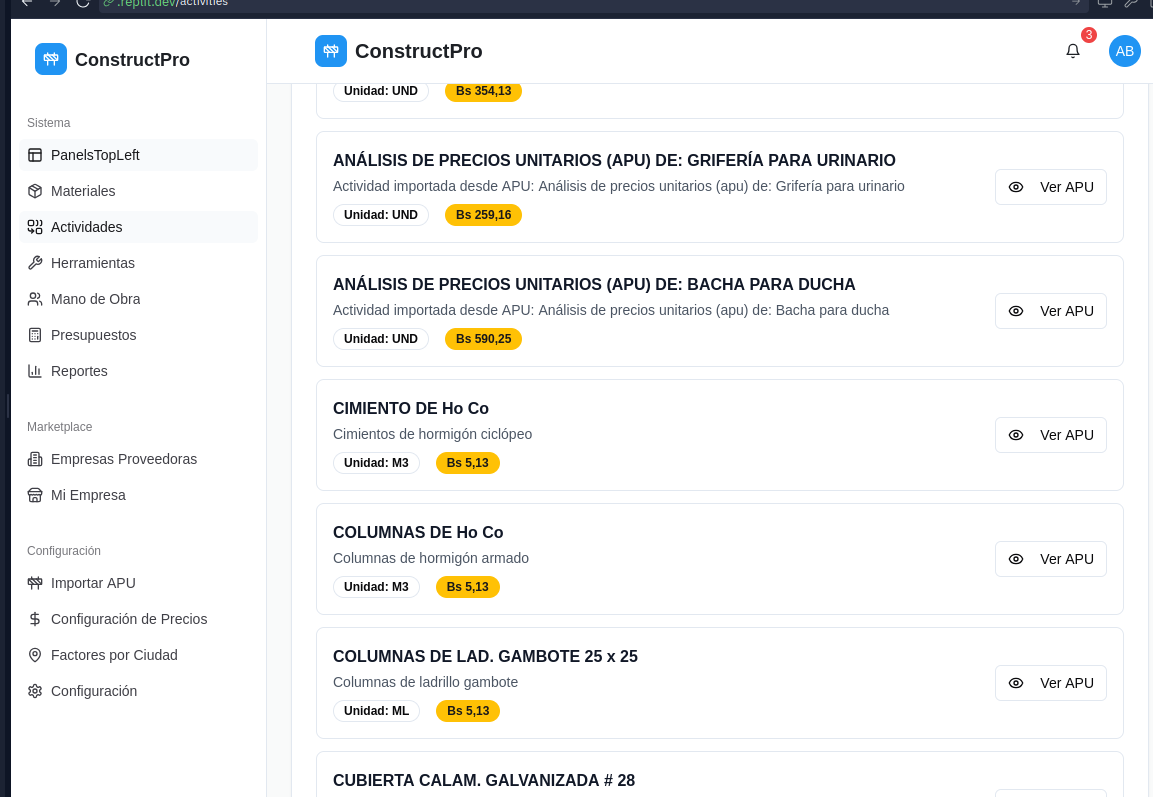 .replit.dev/activities
ConstructPro
Sistema
PanelsTopLeft
Materiales
Actividades
Herramientas
Mano de Obra
Presupuestos
Reportes
Marketplace
Empresas Proveedoras
Mi Empresa
Configuración
Importar APU
Configuración de Precios
Factores por Ciudad
Configuración
ConstructPro
3
AB
Unidad: UND
Bs 354,13
ANÁLISIS DE PRECIOS UNITARIOS (APU) DE: GRIFERÍA PARA URINARIO
Actividad importada desde APU: Análisis de precios unitarios (apu) de: Grifería para urinario
Unidad: UND
Bs 259,16
Ver APU
ANÁLISIS DE PRECIOS UNITARIOS (APU) DE: BACHA PARA DUCHA
Actividad importada desde APU: Análisis de precios unitarios (apu) de: Bacha para ducha
Unidad: UND
Bs 590,25
Ver APU
CIMIENTO DE Ho Co
Cimientos de hormigón ciclópeo
Unidad: M3
Bs 5,13
Ver APU
COLUMNAS DE Ho Co
Columnas de hormigón armado
Unidad: M3
Bs 5,13
Ver APU
COLUMNAS DE LAD. GAMBOTE 25 x 25
Columnas de ladrillo gambote
Unidad: ML
Bs 5,13
Ver APU
CUBIERTA CALAM. GALVANIZADA # 28